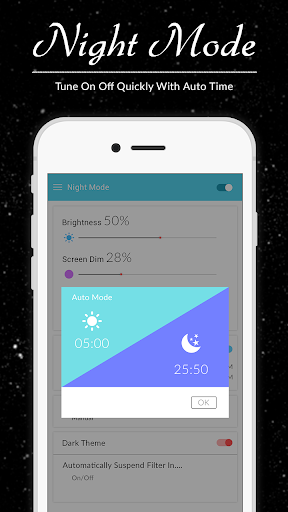 Night Mode
Tune On Off Quickly With Auto Time
Night Mode
Brightness 50%
Screen Dim 28%
Auto Mode
05:00
25:50
M
M
OK
Dark Theme
Automatically Suspend Filter In....
On/Off